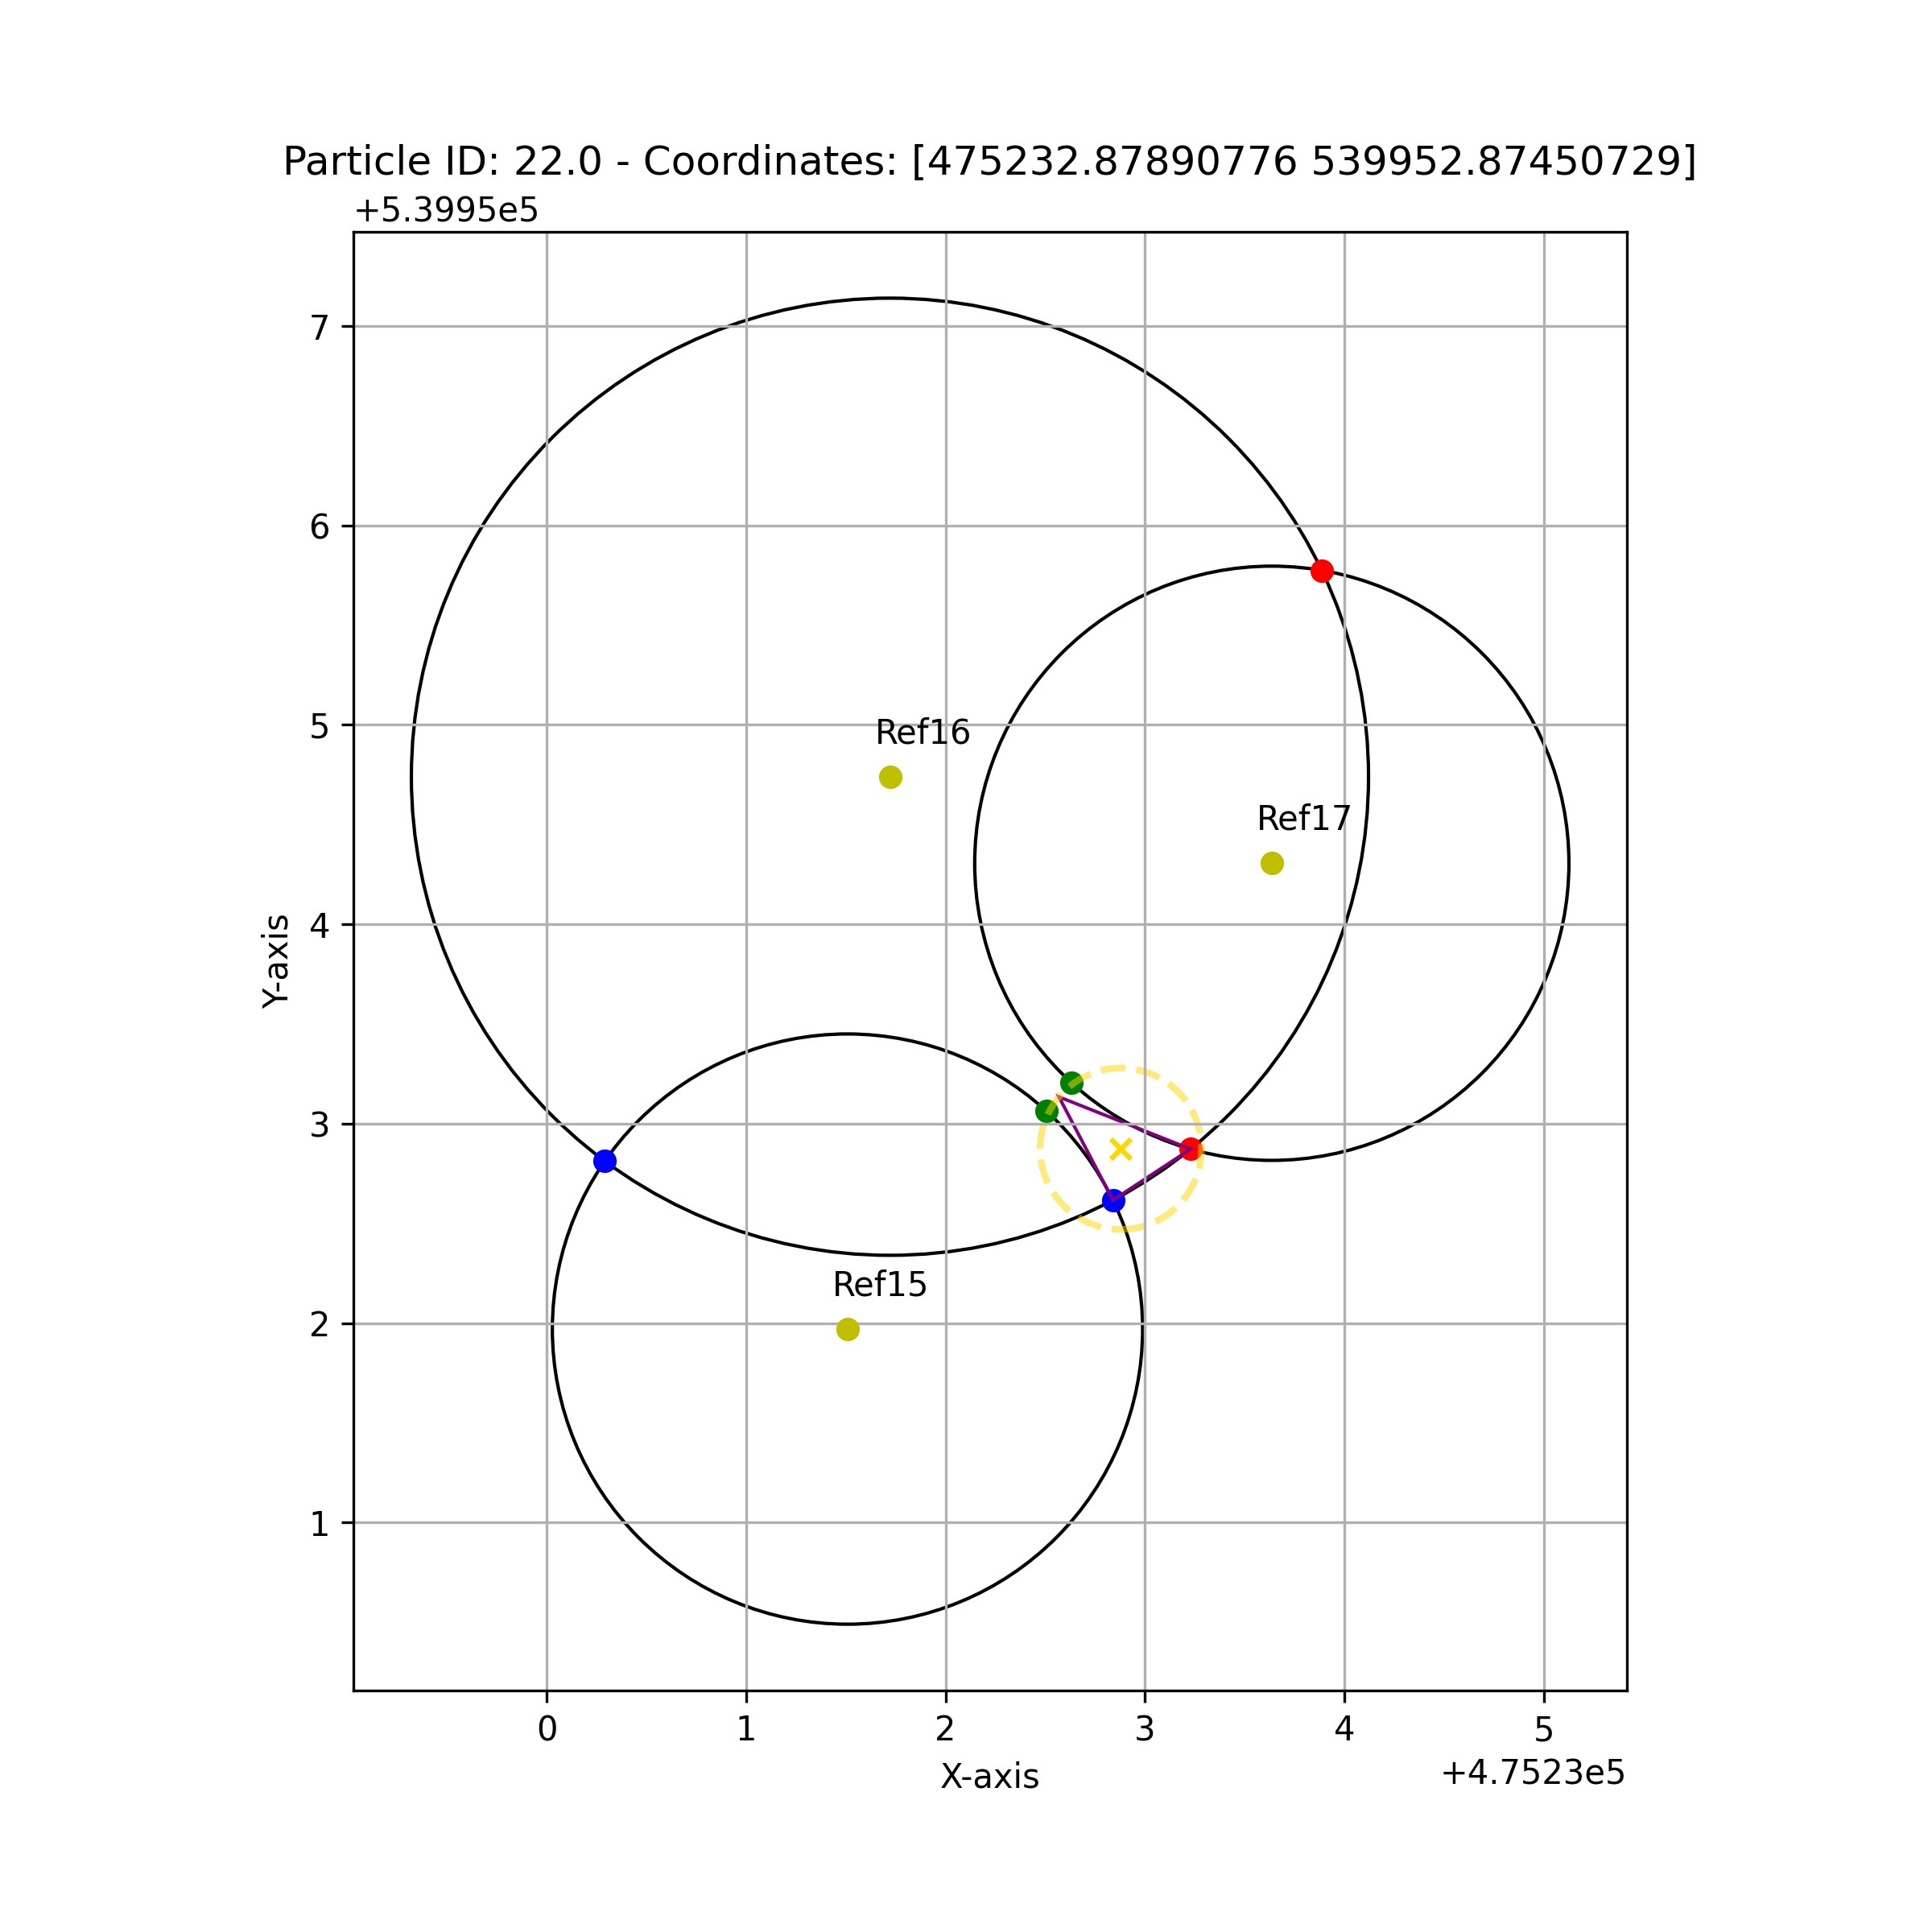 Particle ID: 22.0 - Coordinates: [475232.87890776 539952.87450729]
+5.3995e5
7
6
5
4
3
2
1
Y-axis
Ref16
Ref17
Ref15
0 1 2 3 4 5
X-axis
+4.7523e5